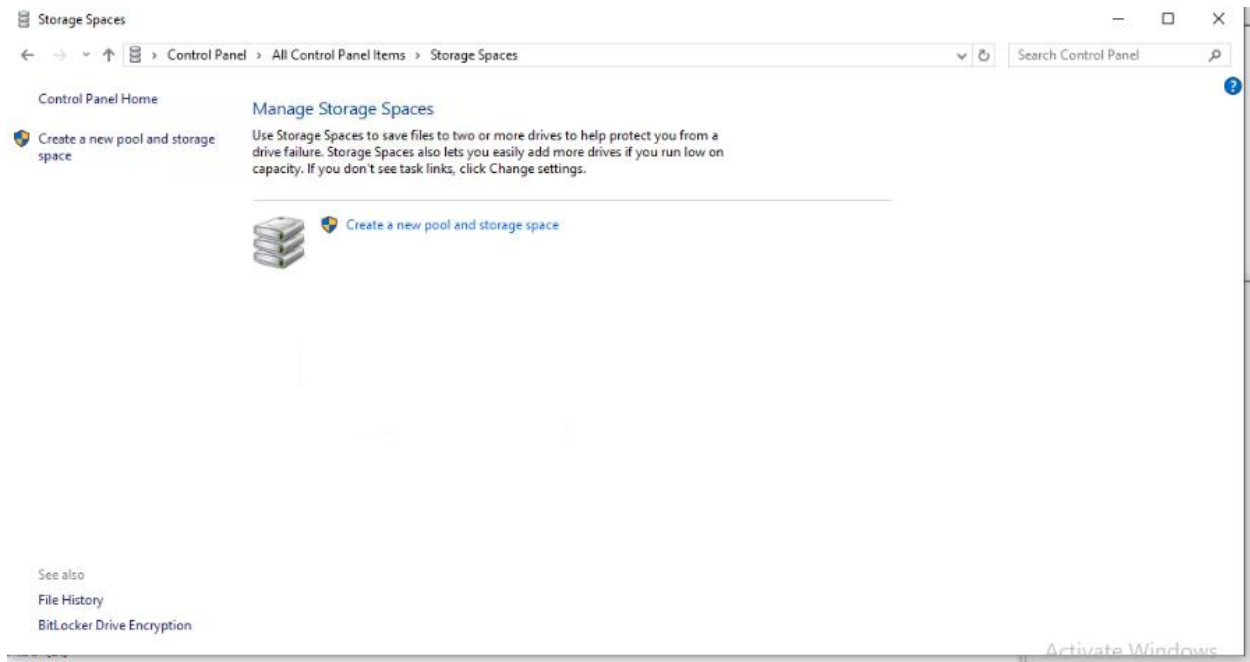 Storage Spaces
Control Panel > All Control Panel Items > Storage Spaces
Search Control Panel
Control Panel Home
Create a new pool and storage
space
Manage Storage Spaces
Use Storage Spaces to save files to two or more drives to help protect you from a
drive failure. Storage Spaces also lets you easily add more drives if you run low on
capacity. If you don't see task links, click Change settings.
Create a new pool and storage space
See also
File History
BitLocker Drive Encryption
Activate Windows